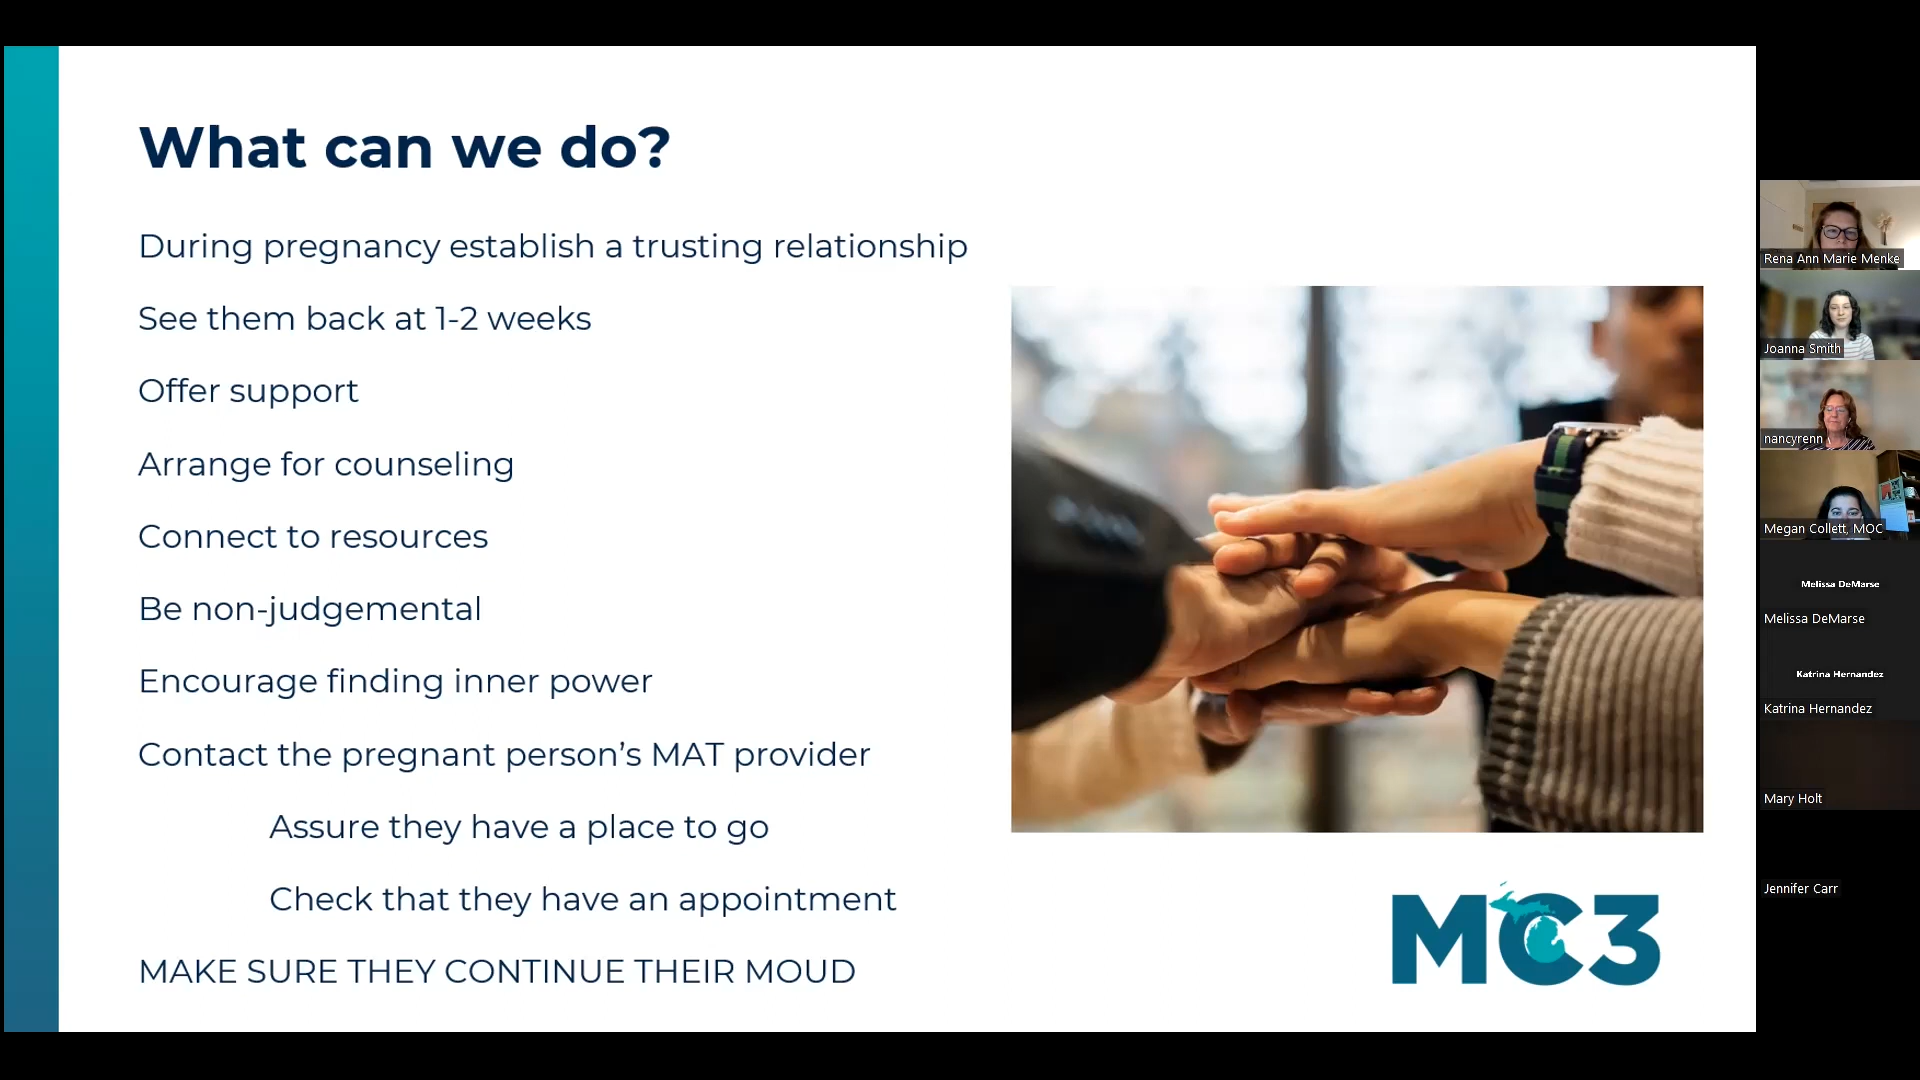 What can we do?
During pregnancy establish a trusting relationship
See them back at 1-2 weeks
Offer support
Arrange for counseling
Connect to resources
Be non-judgemental
Encourage finding inner power
Contact the pregnant person’s MAT provider
Assure they have a place to go
Check that they have an appointment
MAKE SURE THEY CONTINUE THEIR MOUD
MC3
Rena Ann Marie Menke
Joanna Smith
nancyrenn
Megan Collett, MOC
Melissa DeMarse
Melissa DeMarse
Katrina Hernandez
Katrina Hernandez
Mary Holt
Jennifer Carr